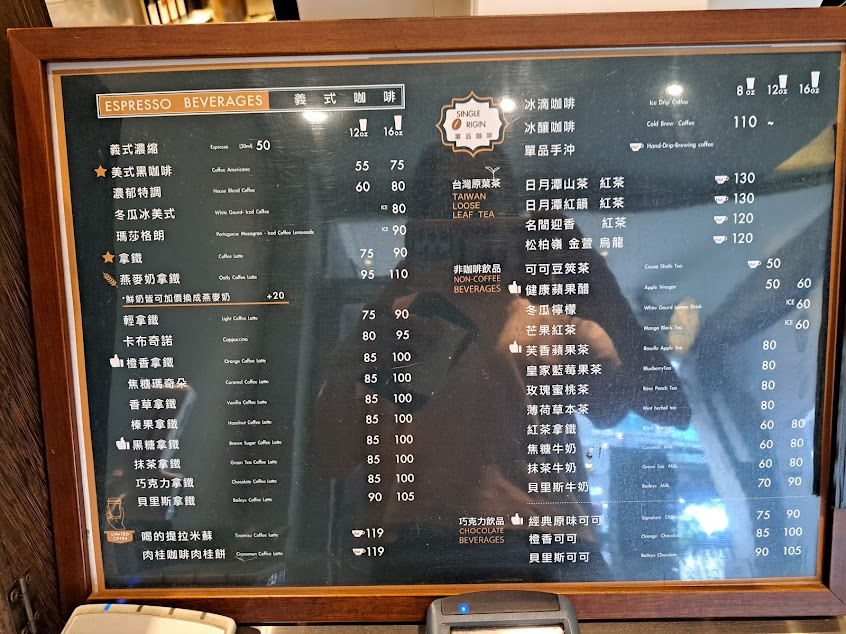 ESPRESSO BEVERAGES 義式咖啡
12oz 16oz
義式濃縮 Espresso (30ml) 50
美式黑咖啡 Coffee Americano 55 75
濃郁特調 House Blend Coffee 60 80
冬瓜冰美式 White Gourd- Iced Coffee ICE 80
瑪莎格朗 Portuguese Mazagran - Iced Coffee Lemonade ICE 90
拿鐵 Coffee Latte 75 90
燕麥奶拿鐵 Oatly Coffee Latte 95 110
*鮮奶皆可加價換成燕麥奶 +20
輕拿鐵 Light Coffee Latte 75 90
卡布奇諾 Cappuccino 80 95
橙香拿鐵 Orange Coffee Latte 85 100
焦糖瑪奇朵 Caramel Coffee Latte 85 100
香草拿鐵 Vanilla Coffee Latte 85 100
榛果拿鐵 Hazelnut Coffee Latte 85 100
黑糖拿鐵 Brown Sugar Coffee Latte 85 100
抹茶拿鐵 Green Tea Coffee Latte 85 100
巧克力拿鐵 Chocolate Coffee Latte 85 100
貝里斯拿鐵 Baileys Coffee Latte 90 105
LIMITED
喝的提拉米蘇 Tiramisu Coffee Latte 119
肉桂咖啡肉桂餅 Cinnamon Coffee Latte 119
SINGLE
RIGIN
單品咖啡
8oz 12oz 16oz
冰滴咖啡 Ice Drip Coffee
冰釀咖啡 Cold Brew Coffee 110 ~
單品手沖 Hand-Drip-Brewing coffee
台灣原葉茶
TAIWAN
LOOSE
LEAF TEA
日月潭山茶 紅茶 130
日月潭紅韻 紅茶 130
名間迎香 紅茶 120
松柏嶺 金萱 烏龍 120
非咖啡飲品
NON-COFFEE
BEVERAGES
可可豆莢茶 Cocoa Shells Tea 50
健康蘋果醋 Apple Vinegar 50 60
冬瓜檸檬 White Gourd Lemon Drink ICE 60
芒果紅茶 Mango Black Tea ICE 60
芙香蘋果茶 Roselle Apple Tea 80
皇家藍莓果茶 BlueberryTea 80
玫瑰蜜桃茶 Rose Peach Tea 80
薄荷草本茶 Mint herbal tea 80
紅茶拿鐵 60 80
焦糖牛奶 Caramel Milk 60 80
抹茶牛奶 Green Tea Milk 60 80
貝里斯牛奶 Baileys Milk 70 90
巧克力飲品
CHOCOLATE
BEVERAGES
經典原味可可 Signature 75 90
橙香可可 Orange 85 100
貝里斯可可 Baileys Chocolate 90 105